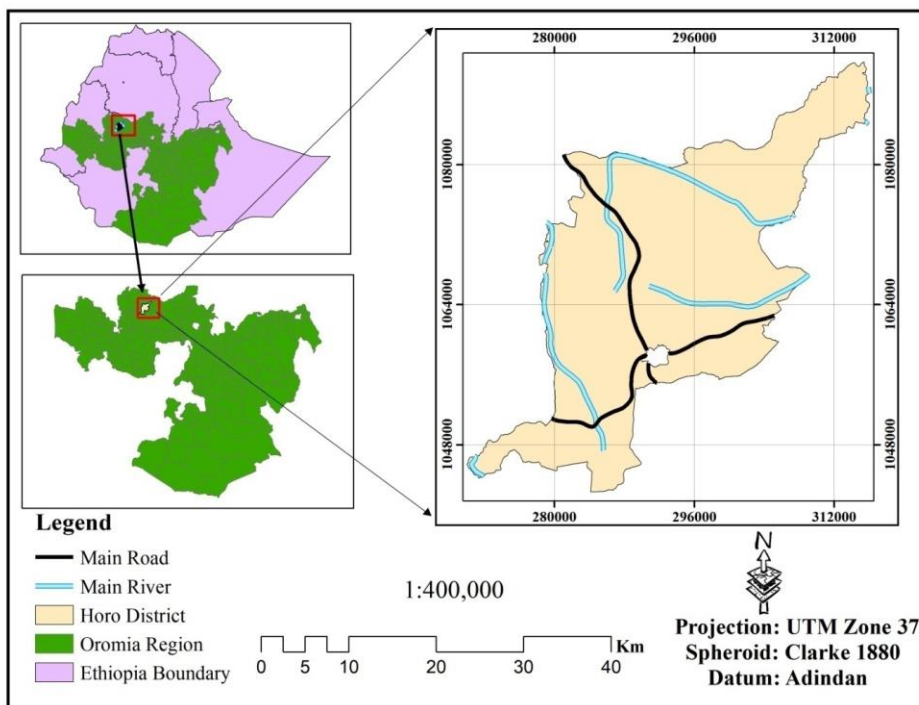 280000 296000 312000
1080000 1080000
1064000 1064000
1048000 1048000
280000 296000 312000
Legend
Main Road
Main River
Horo District
Oromia Region
Ethiopia Boundary
1:400,000
0 5 10 20 30 40 Km
N
Projection: UTM Zone 37
Spheroid: Clarke 1880
Datum: Adindan